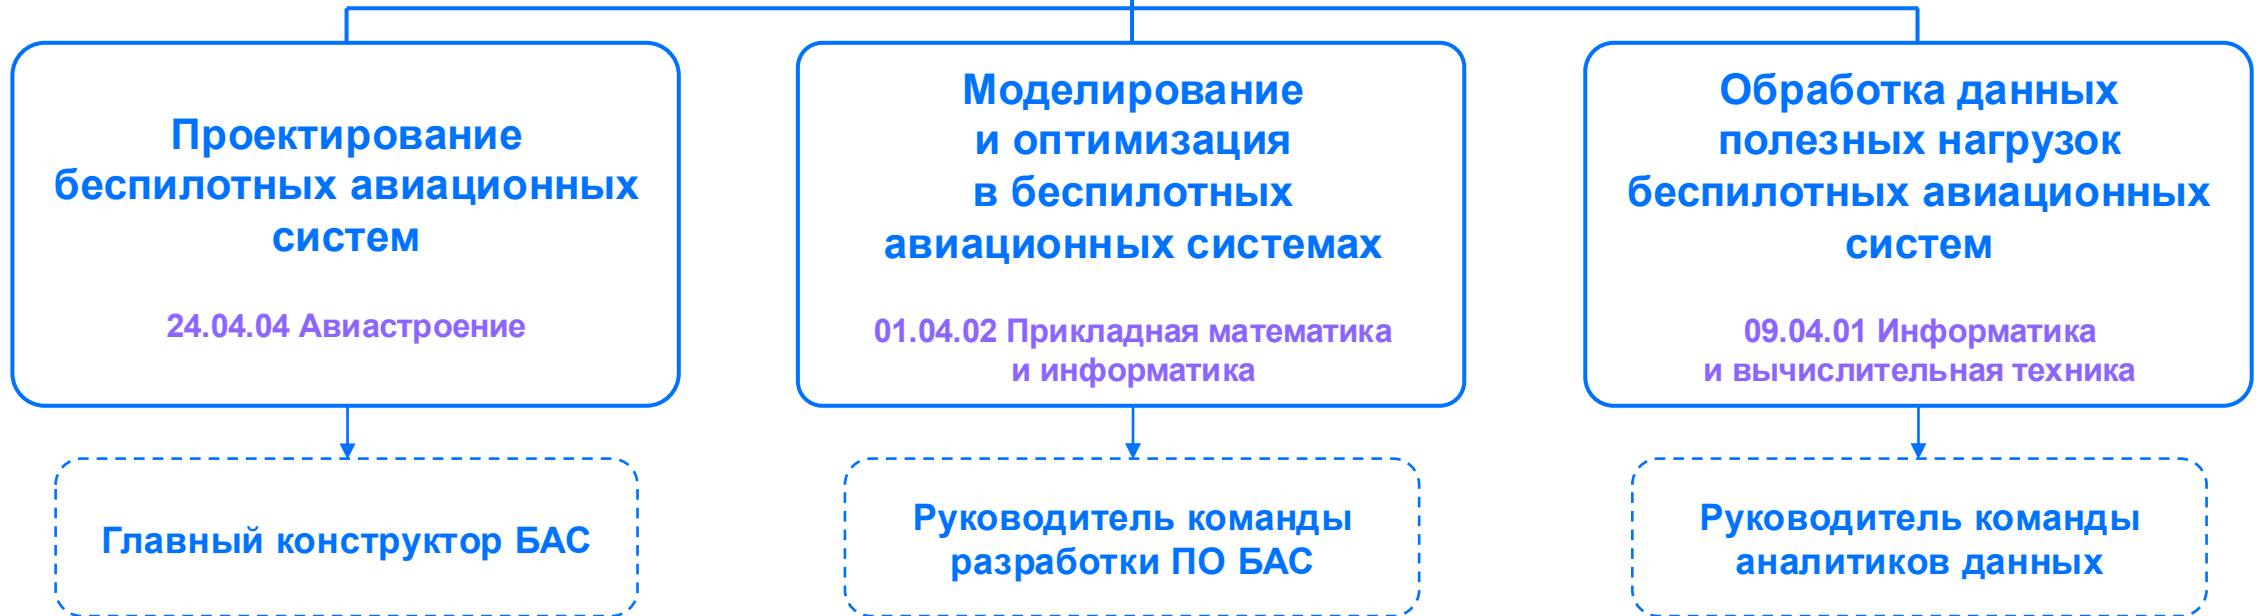 Проектирование
беспилотных авиационных
систем
24.04.04 Авиастроение
Моделирование
и оптимизация
в беспилотных
авиационных системах
01.04.02 Прикладная математика
и информатика
Обработка данных
полезных нагрузок
беспилотных авиационных
систем
09.04.01 Информатика
и вычислительная техника
Главный конструктор БАС
Руководитель команды
разработки ПО БАС
Руководитель команды
аналитиков данных